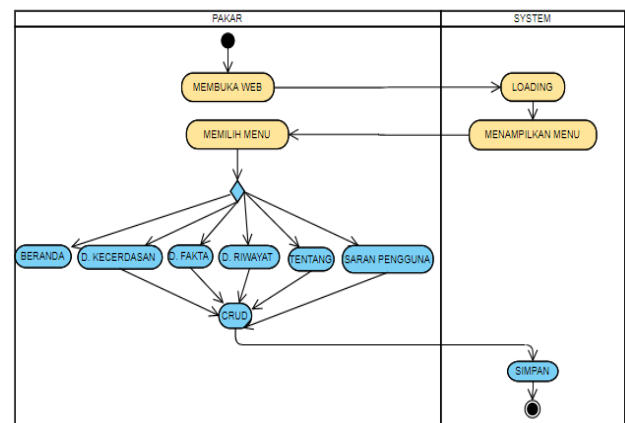 PAKAR
SYSTEM
MEMBUKA WEB
LOADING
MEMILIH MENU
MENAMPILKAN MENU
BERANDA
D. KECERDASAN
D. FAKTA
D. RIWAYAT
TENTANG
SARAN PENGGUNA
CRUD
SIMPAN